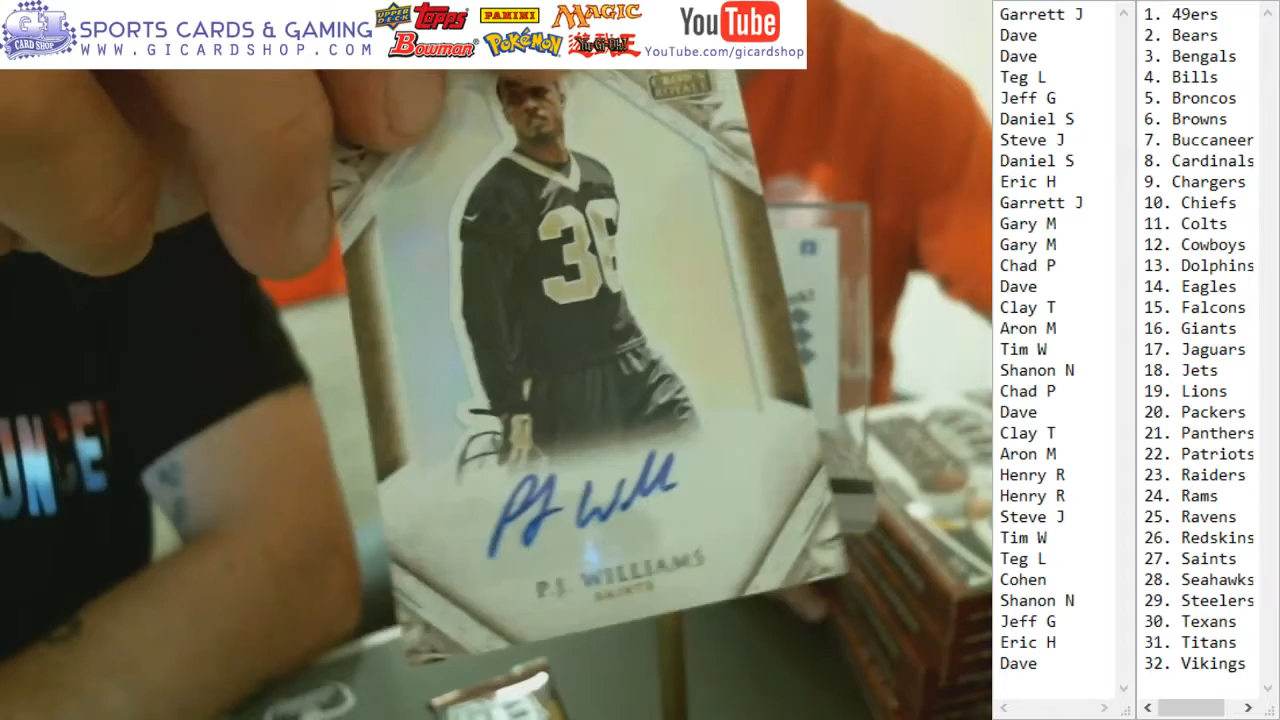 GI
CARD SHOP
SPORTS CARDS & GAMING
WWW.GICARDSHOP.COM
UPPER DECK
Topps
PANINI
MAGIC
Bowman
POKÉMON
Yu-Gi-Oh!
YouTube
YouTube.com/gicardshop
ROYALE
36
P.J. WILLIAMS
SAINTS
Garrett J
Dave
Dave
Teg L
Jeff G
Daniel S
Steve J
Daniel S
Eric H
Garrett J
Gary M
Gary M
Chad P
Dave
Clay T
Aron M
Tim W
Shanon N
Chad P
Dave
Clay T
Aron M
Henry R
Henry R
Steve J
Tim W
Teg L
Cohen
Shanon N
Jeff G
Eric H
Dave
1. 49ers
2. Bears
3. Bengals
4. Bills
5. Broncos
6. Browns
7. Buccaneer
8. Cardinals
9. Chargers
10. Chiefs
11. Colts
12. Cowboys
13. Dolphins
14. Eagles
15. Falcons
16. Giants
17. Jaguars
18. Jets
19. Lions
20. Packers
21. Panthers
22. Patriots
23. Raiders
24. Rams
25. Ravens
26. Redskins
27. Saints
28. Seahawks
29. Steelers
30. Texans
31. Titans
32. Vikings